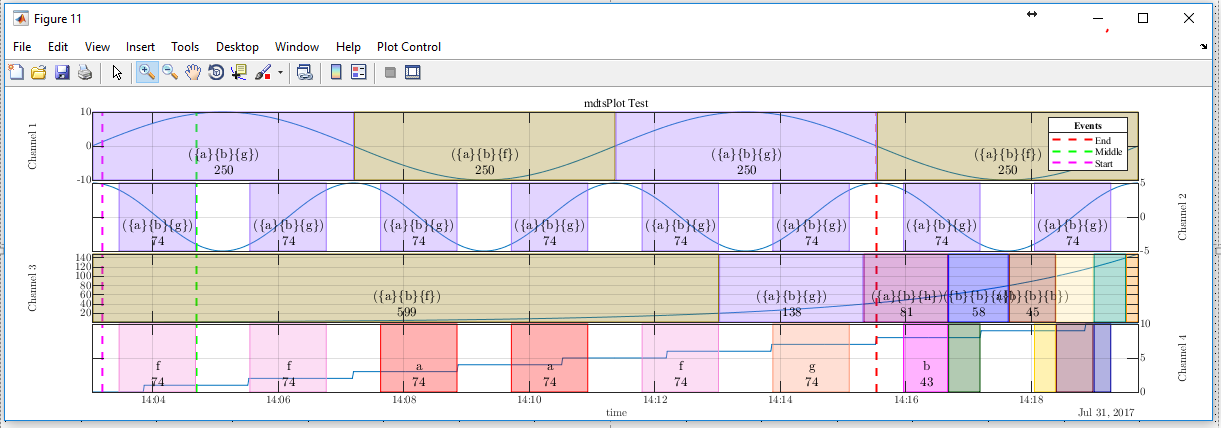 Figure 11
File Edit View Insert Tools Desktop Window Help Plot Control
mdtsPlot Test
Channel 1
10
0
-10
({a}{b}{g})
250
({a}{b}{f})
250
({a}{b}{g})
250
({a}{b}{f})
250
Events
End
Middle
Start
Channel 2
5
0
-5
({a}{b}{g})
74
({a}{b}{g})
74
({a}{b}{g})
74
({a}{b}{g})
74
({a}{b}{g})
74
({a}{b}{g})
74
({a}{b}{g})
74
({a}{b}{g})
74
Channel 3
140
120
100
80
60
40
20
({a}{b}{f})
599
({a}{b}{g})
138
({a}{b}{h})
81
58
45
Channel 4
10
5
0
f
74
f
74
a
74
a
74
f
74
g
74
b
43
14:04 14:06 14:08 14:10 14:12 14:14 14:16 14:18
time
Jul 31, 2017